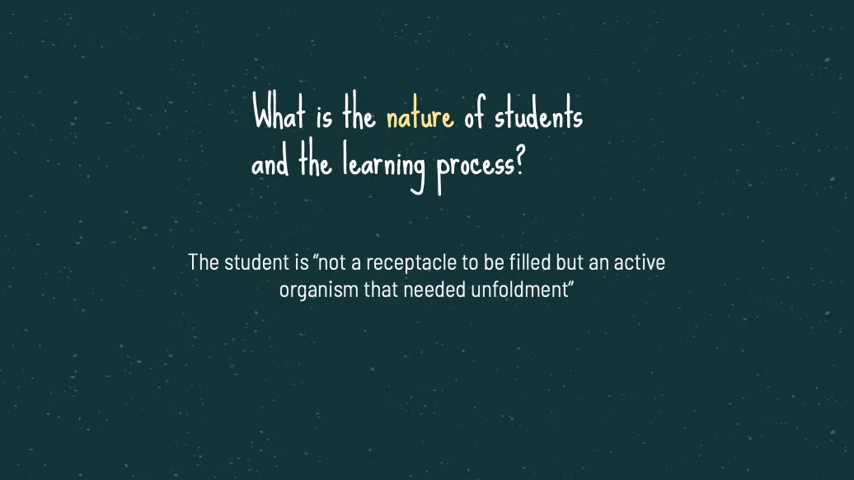 What is the nature of students
and the learning process?
The student is “not a receptacle to be filled but an active
organism that needed unfoldment”